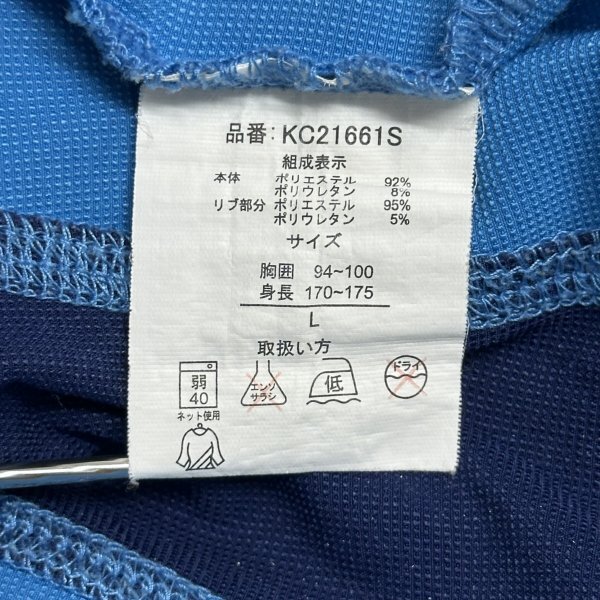 品番:KC21661S
組成表示
本体 ポリエステル 92%
ポリウレタン 8%
リブ部分 ポリエステル 95%
ポリウレタン 5%
サイズ
胸囲 94~100
身長 170~175
L
取扱い方
弱 40 エンソサラシ 低 ドライ
ネット使用